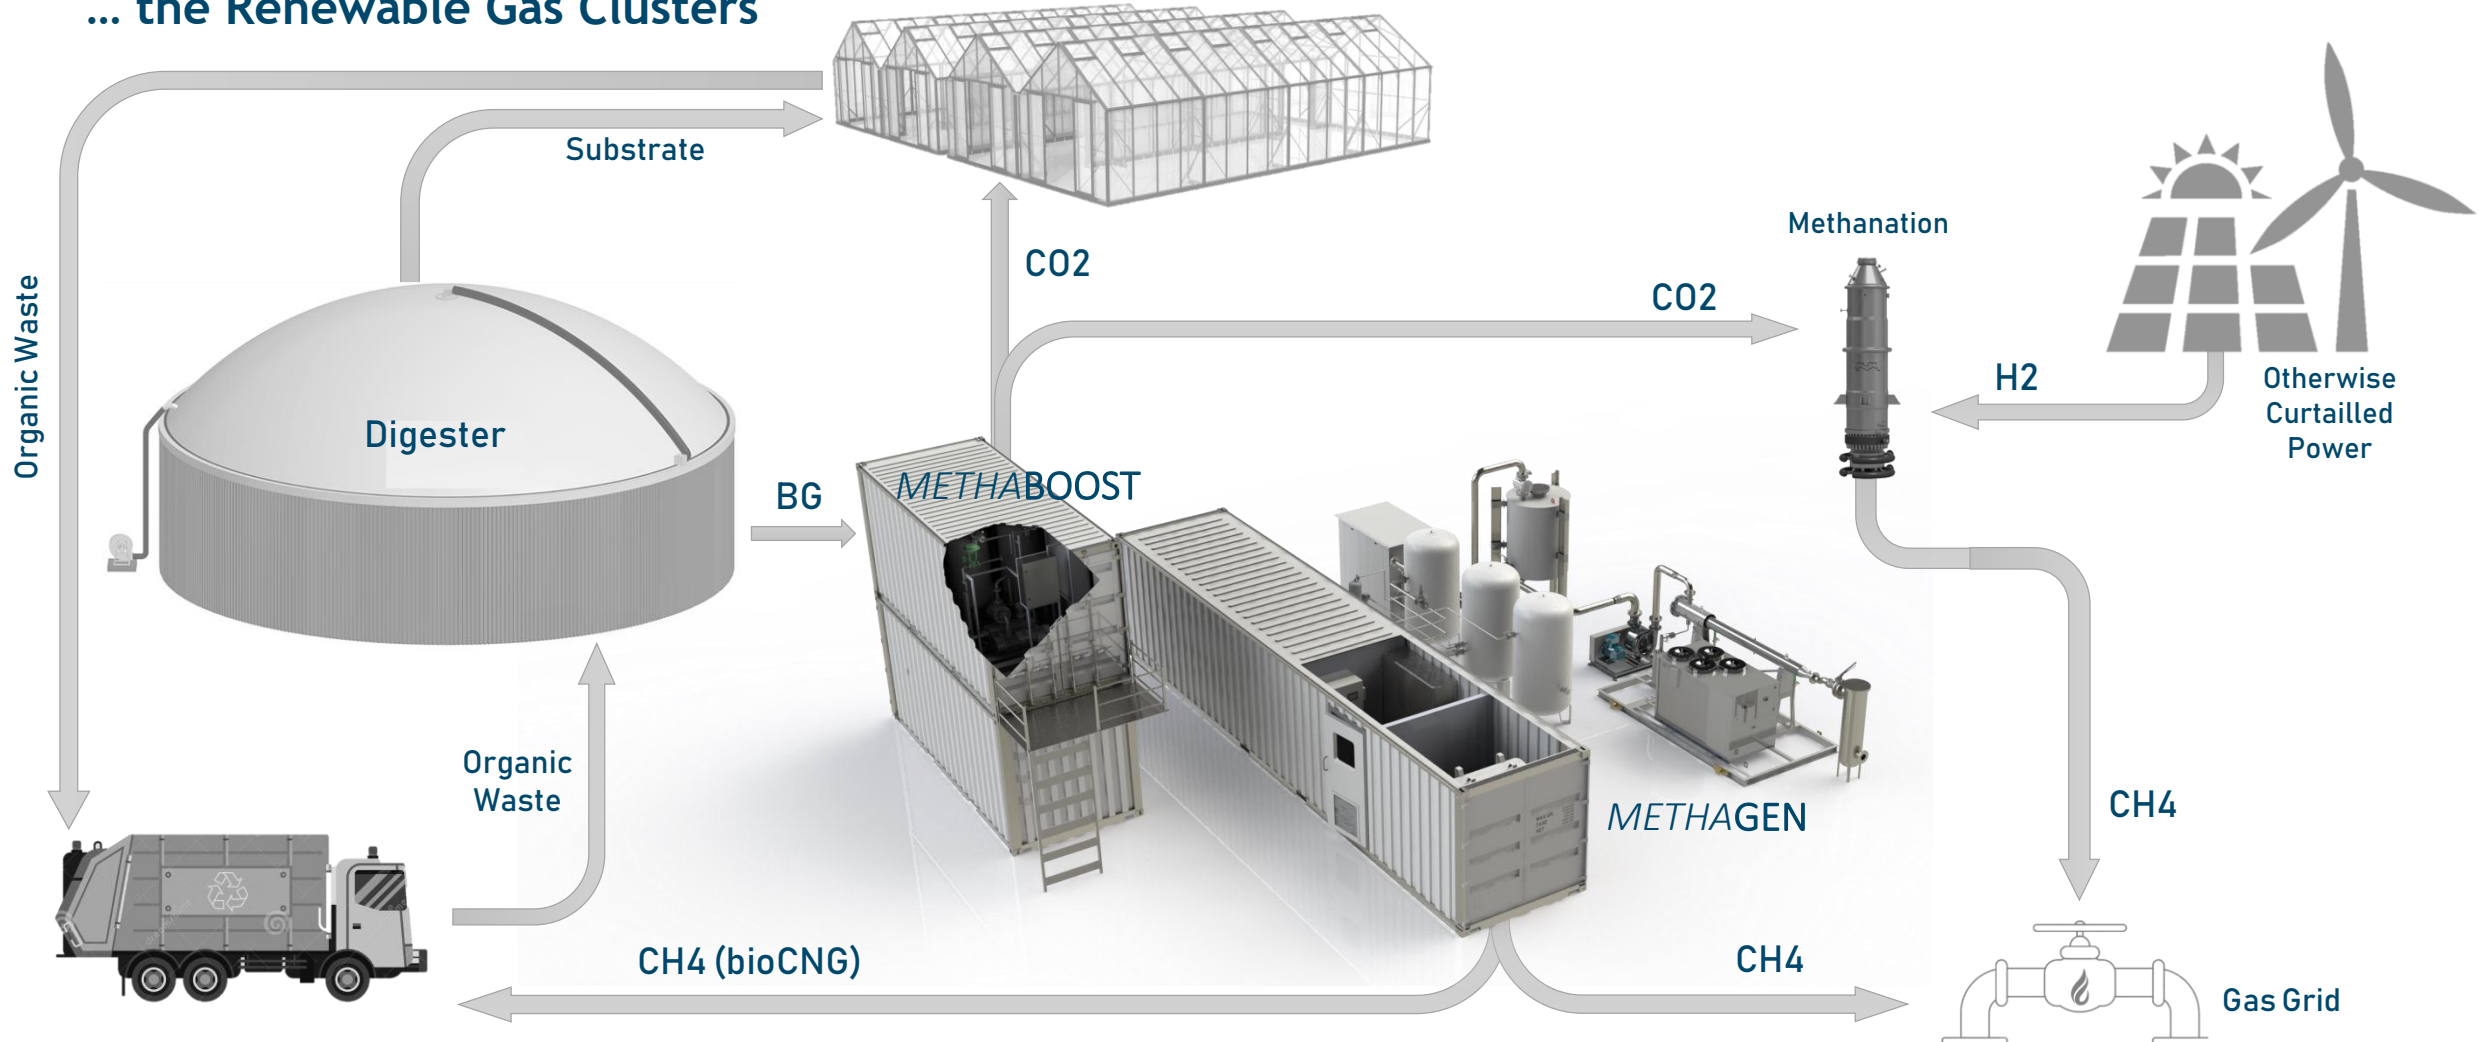 ... the Renewable Gas Clusters
Substrate
Organic Waste
CO2
CO2
Methanation
H2
Otherwise
Curtailled
Power
Digester
BG
METHABOOST
Organic
Waste
METHAGEN
CH4
CH4 (bioCNG)
CH4
Gas Grid